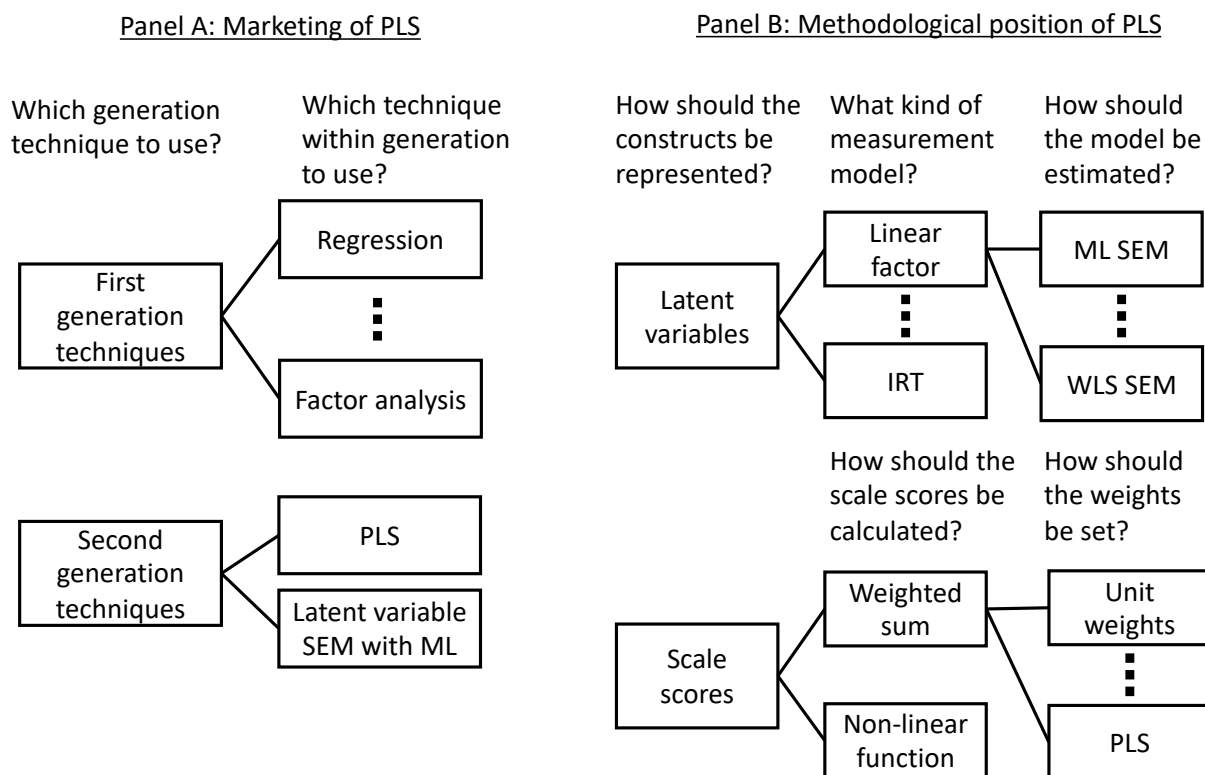 Panel A: Marketing of PLS
Which generation
technique to use?
Which technique
within generation
to use?
First
generation
techniques
Regression
Factor analysis
Second
generation
techniques
PLS
Latent variable
SEM with ML
Panel B: Methodological position of PLS
How should the
constructs be
represented?
What kind of
measurement
model?
How should
the model be
estimated?
Latent
variables
Linear
factor
IRT
ML SEM
WLS SEM
How should the
scale scores be
calculated?
How should
the weights
be set?
Scale
scores
Weighted
sum
Non-linear
function
Unit
weights
PLS